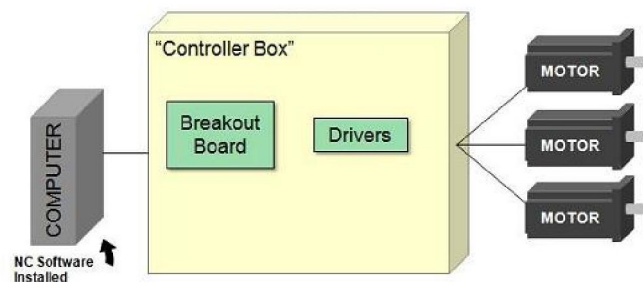 “Controller Box”
COMPUTER
Breakout
Board
Drivers
MOTOR
MOTOR
MOTOR
NC Software
Installed